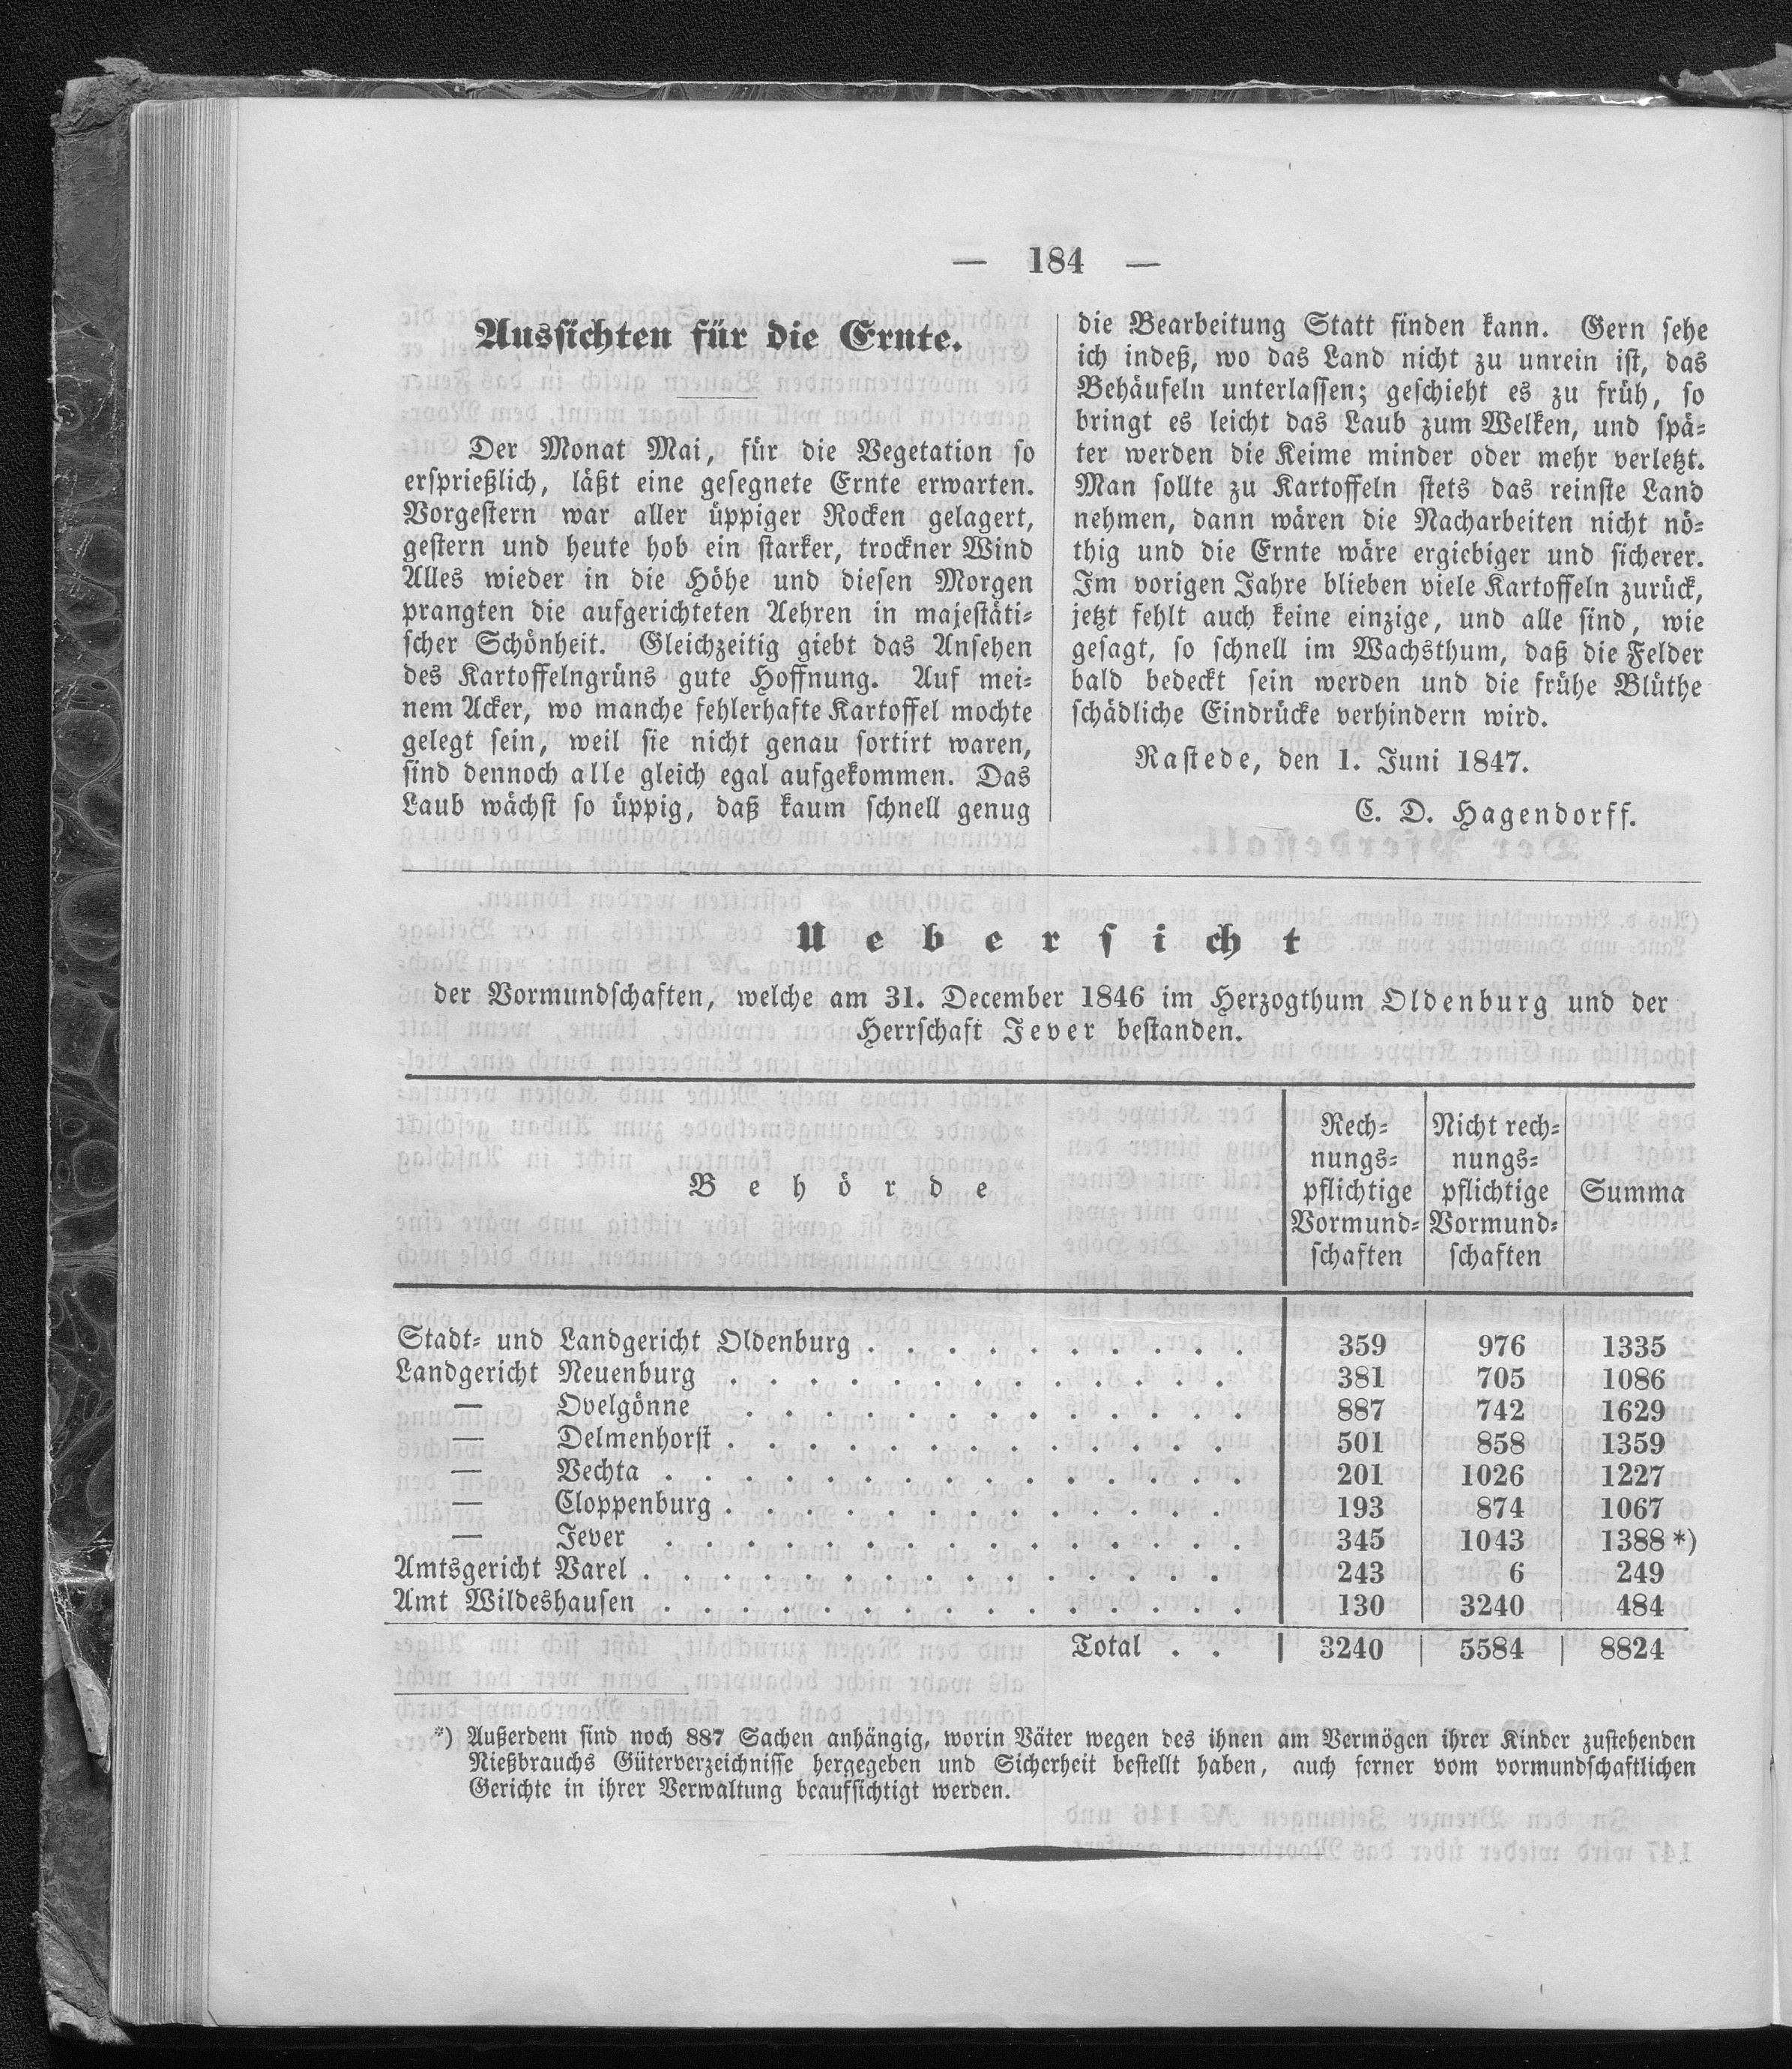 — 184 —
Aussichten für die Ernte.
Der Monat Mai, für die Vegetation so
ersprießlich, läßt eine gesegnete Ernte erwarten.
Vorgestern war aller üppiger Rocken gelagert,
gestern und heute hob ein starker, trockner Wind
Alles wieder in die Höhe und diesen Morgen
prangten die aufgerichteten Aehren in majestäti-
scher Schönheit. Gleichzeitig giebt das Ansehen
des Kartoffelngrüns gute Hoffnung. Auf mei-
nem Acker, wo manche fehlerhafte Kartoffel mochte
gelegt sein, weil sie nicht genau sortirt waren,
sind dennoch alle gleich egal aufgekommen. Das
Laub wächst so üppig, daß kaum schnell genug
die Bearbeitung Statt finden kann. Gern sehe
ich indeß, wo das Land nicht zu unrein ist, das
Behäufeln unterlassen; geschieht es zu früh, so
bringt es leicht das Laub zum Welken, und spä-
ter werden die Keime minder oder mehr verletzt.
Man sollte zu Kartoffeln stets das reinste Land
nehmen, dann wären die Nacharbeiten nicht nö-
thig und die Ernte wäre ergiebiger und sicherer.
Im vorigen Jahre blieben viele Kartoffeln zurück,
jetzt fehlt auch keine einzige, und alle sind, wie
gesagt, so schnell im Wachsthum, daß die Felder
bald bedeckt sein werden und die frühe Blüthe
schädliche Eindrücke verhindern wird.
Rastede, den 1. Juni 1847.
C. D. Hagendorff.
Uebersicht
der Vormundschaften, welche am 31. December 1846 im Herzogthum Oldenburg und der
Herrschaft Jever bestanden.
Behörde
Rech-
nungs-
pflichtige
Vormund-
schaften
Nicht rech-
nungs-
pflichtige
Vormund-
schaften
Summa
Stadt- und Landgericht Oldenburg . . . . . . . . . . 359 976 1335
Landgericht Neuenburg . . . . . . . . . . . . . 381 705 1086
— Ovelgönne . . . . . . . . . . . . . 887 742 1629
— Delmenhorst . . . . . . . . . . . . . 501 858 1359
— Vechta . . . . . . . . . . . . . . . 201 1026 1227
— Cloppenburg . . . . . . . . . . . . . 193 874 1067
— Jever . . . . . . . . . . . . . . . 345 1043 1388 *)
Amtsgericht Varel . . . . . . . . . . . . . . . 243 6 249
Amt Wildeshausen . . . . . . . . . . . . . . . 130 3240 484
Total . . 3240 5584 8824
*) Außerdem sind noch 887 Sachen anhängig, worin Väter wegen des ihnen am Vermögen ihrer Kinder zustehenden
Nießbrauchs Güterverzeichnisse hergegeben und Sicherheit bestellt haben, auch ferner vom vormundschaftlichen
Gerichte in ihrer Verwaltung beaufsichtigt werden.